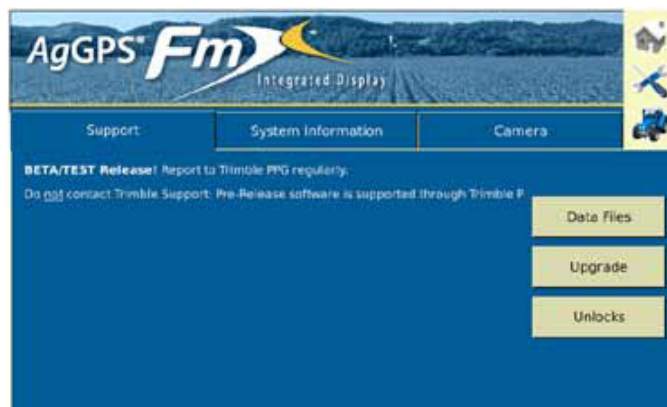 AgGPS® FmX
Integrated Display
Support
System Information
Camera
BETA/TEST Release! Report to Trimble PPG regularly.
Do not contact Trimble Support: Pre-Release software is supported through Trimble P
Data Files
Upgrade
Unlocks